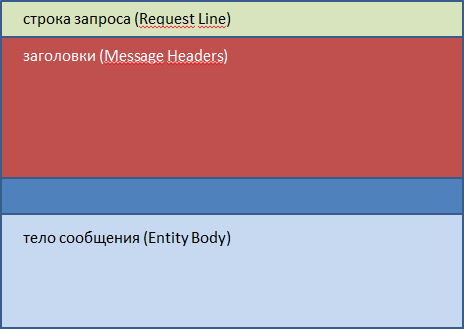 строка запроса (Request Line)
заголовки (Message Headers)
тело сообщения (Entity Body)